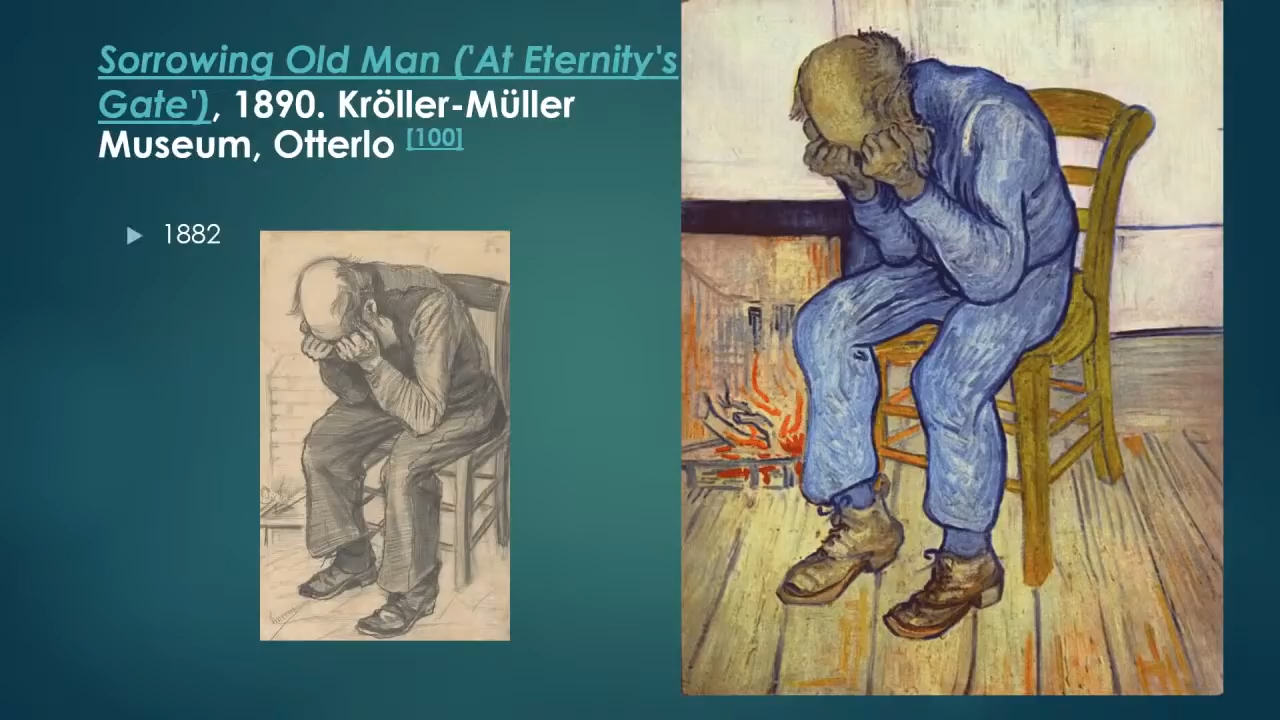 Sorrowing Old Man ('At Eternity's
Gate'), 1890. Kröller-Müller
Museum, Otterlo [100]
1882